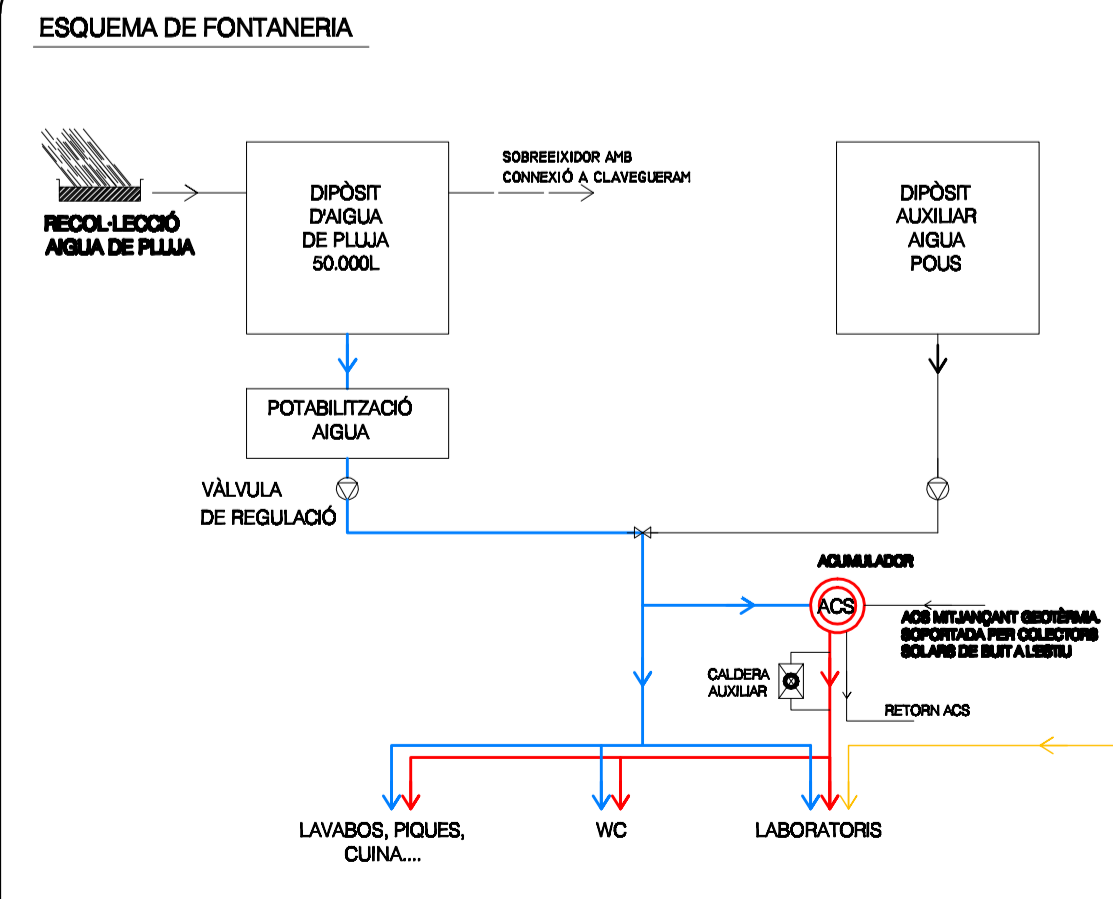 ESQUEMA DE FONTANERIA
RECOL·LECCIÓ
AIGUA DE PLUJA
DIPÒSIT
D'AIGUA
DE PLUJA
50.000L
SOBREEIXIDOR AMB
CONNEXIÓ A CLAVEGUERAM
DIPÒSIT
AUXILIAR
AIGUA
POUS
POTABILITZACIÓ
AIGUA
VÀLVULA
DE REGULACIÓ
ACUMULADOR
ACS
ACS MITJANÇANT GEOTÈRMIA.
SOPORTADA PER COLECTORS
SOLARS DE BUIT A L'ESTIU
CALDERA
AUXILIAR
RETORN ACS
LAVABOS, PIQUES,
CUINA....
WC
LABORATORIS